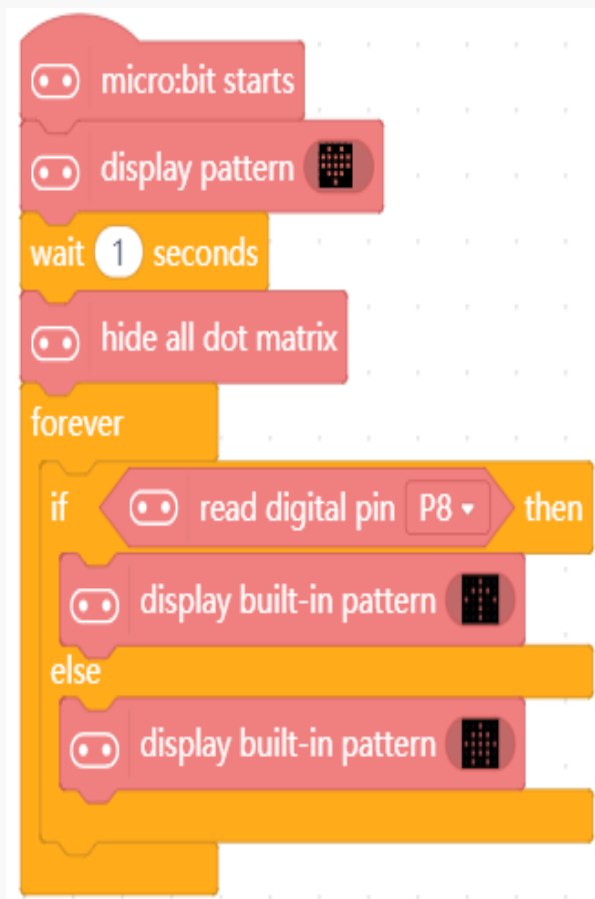 micro:bit starts
display pattern
wait 1 seconds
hide all dot matrix
forever
if read digital pin P8 then
display built-in pattern
else
display built-in pattern